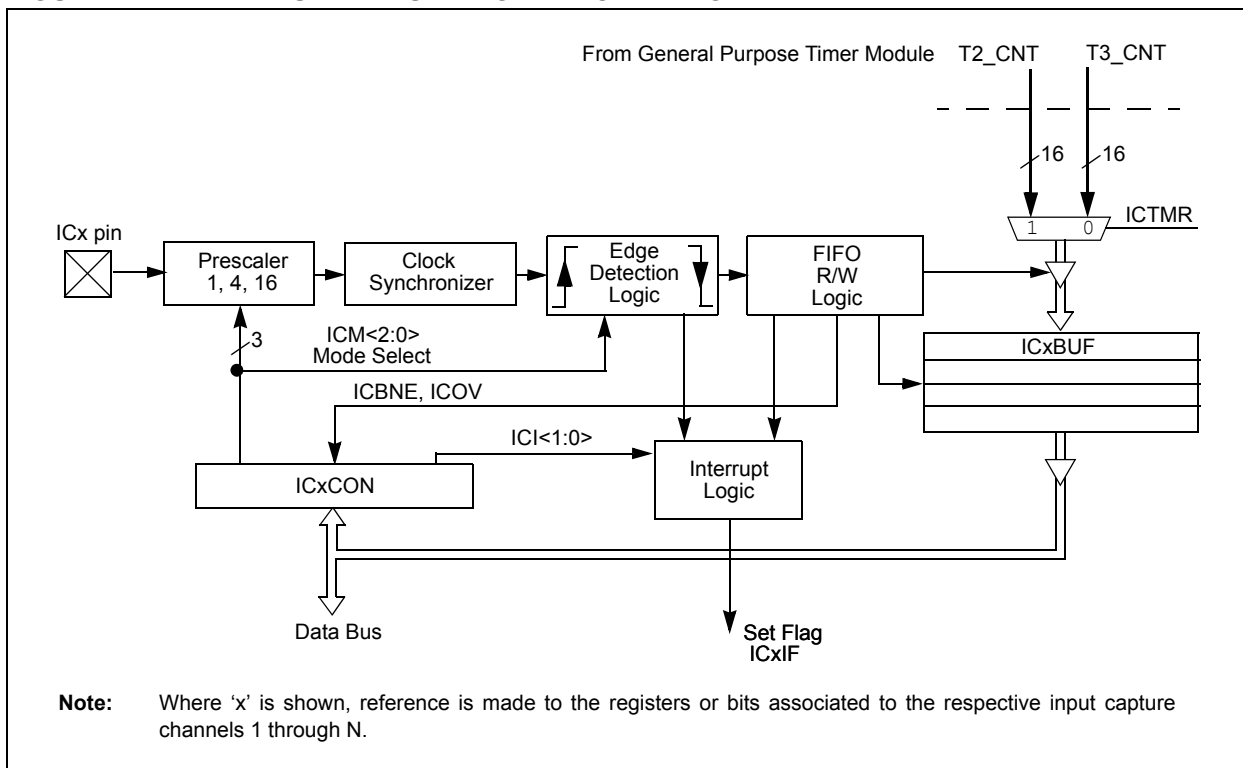 From General Purpose Timer Module T2_CNT T3_CNT
16 16
1 0 ICTMR
ICx pin
Prescaler
1, 4, 16
Clock
Synchronizer
Edge
Detection
Logic
FIFO
R/W
Logic
3
ICM<2:0>
Mode Select
ICxBUF
ICBNE, ICOV
ICI<1:0>
Interrupt
Logic
ICxCON
Data Bus
Set Flag
ICxIF
Note: Where ‘x’ is shown, reference is made to the registers or bits associated to the respective input capture
channels 1 through N.